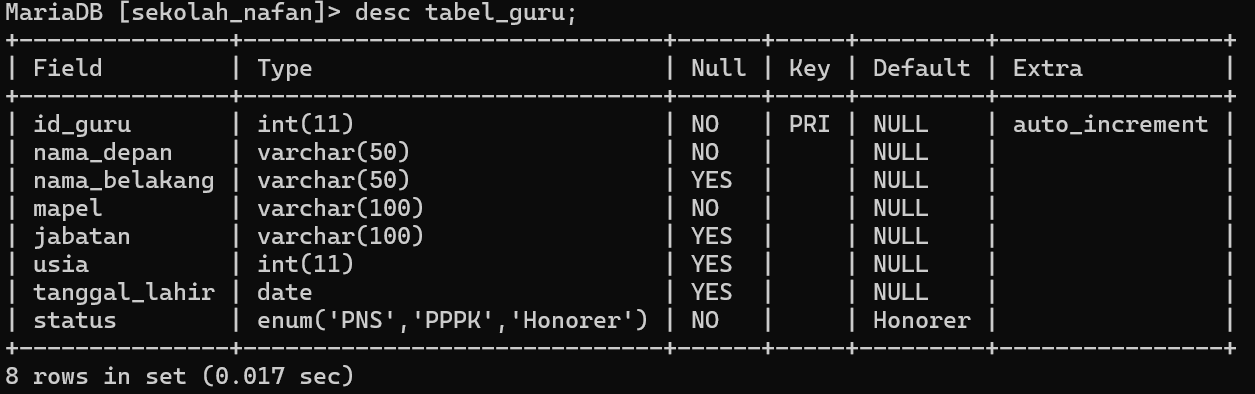 MariaDB [sekolah_nafan]> desc tabel_guru;
+---------------+------------------------------+------+-----+---------+----------------+
| Field         | Type                         | Null | Key | Default | Extra          |
+---------------+------------------------------+------+-----+---------+----------------+
| id_guru       | int(11)                      | NO   | PRI | NULL    | auto_increment |
| nama_depan    | varchar(50)                  | NO   |     | NULL    |                |
| nama_belakang | varchar(50)                  | YES  |     | NULL    |                |
| mapel         | varchar(100)                 | NO   |     | NULL    |                |
| jabatan       | varchar(100)                 | YES  |     | NULL    |                |
| usia          | int(11)                      | YES  |     | NULL    |                |
| tanggal_lahir | date                         | YES  |     | NULL    |                |
| status        | enum('PNS','PPPK','Honorer') | NO   |     | Honorer |                |
+---------------+------------------------------+------+-----+---------+----------------+
8 rows in set (0.017 sec)